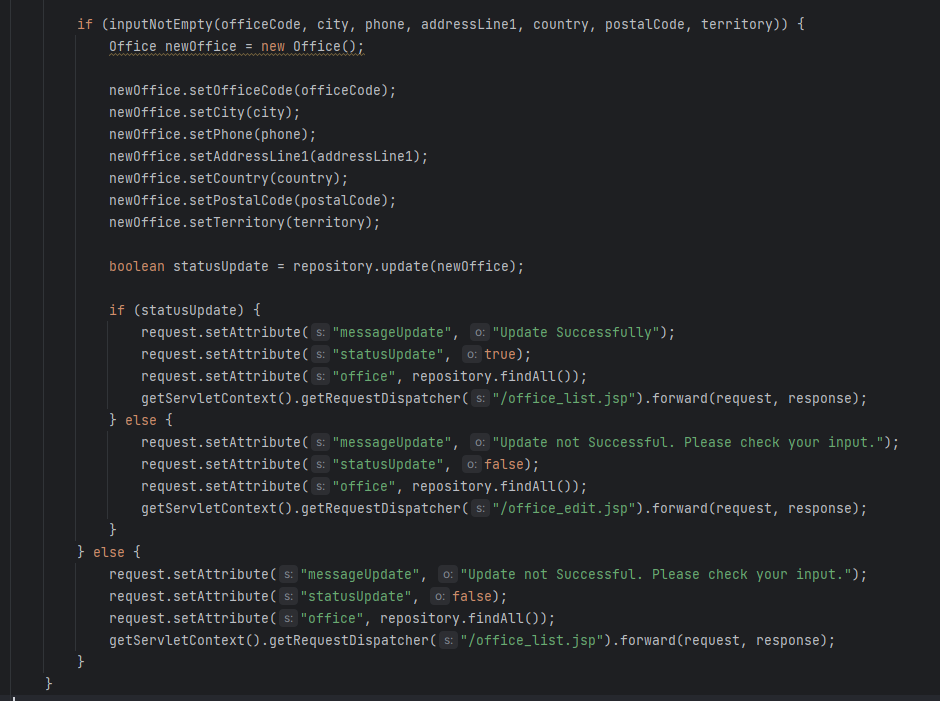 if (inputNotEmpty(officeCode, city, phone, addressLine1, country, postalCode, territory)) {
Office newOffice = new Office();
newOffice.setOfficeCode(officeCode);
newOffice.setCity(city);
newOffice.setPhone(phone);
newOffice.setAddressLine1(addressLine1);
newOffice.setCountry(country);
newOffice.setPostalCode(postalCode);
newOffice.setTerritory(territory);
boolean statusUpdate = repository.update(newOffice);
if (statusUpdate) {
request.setAttribute( s: "messageUpdate", o: "Update Successfully");
request.setAttribute( s: "statusUpdate", o: true);
request.setAttribute( s: "office", repository.findAll());
getServletContext().getRequestDispatcher( s: "/office_list.jsp").forward(request, response);
} else {
request.setAttribute( s: "messageUpdate", o: "Update not Successful. Please check your input.");
request.setAttribute( s: "statusUpdate", o: false);
request.setAttribute( s: "office", repository.findAll());
getServletContext().getRequestDispatcher( s: "/office_edit.jsp").forward(request, response);
}
} else {
request.setAttribute( s: "messageUpdate", o: "Update not Successful. Please check your input.");
request.setAttribute( s: "statusUpdate", o: false);
request.setAttribute( s: "office", repository.findAll());
getServletContext().getRequestDispatcher( s: "/office_list.jsp").forward(request, response);
}
}